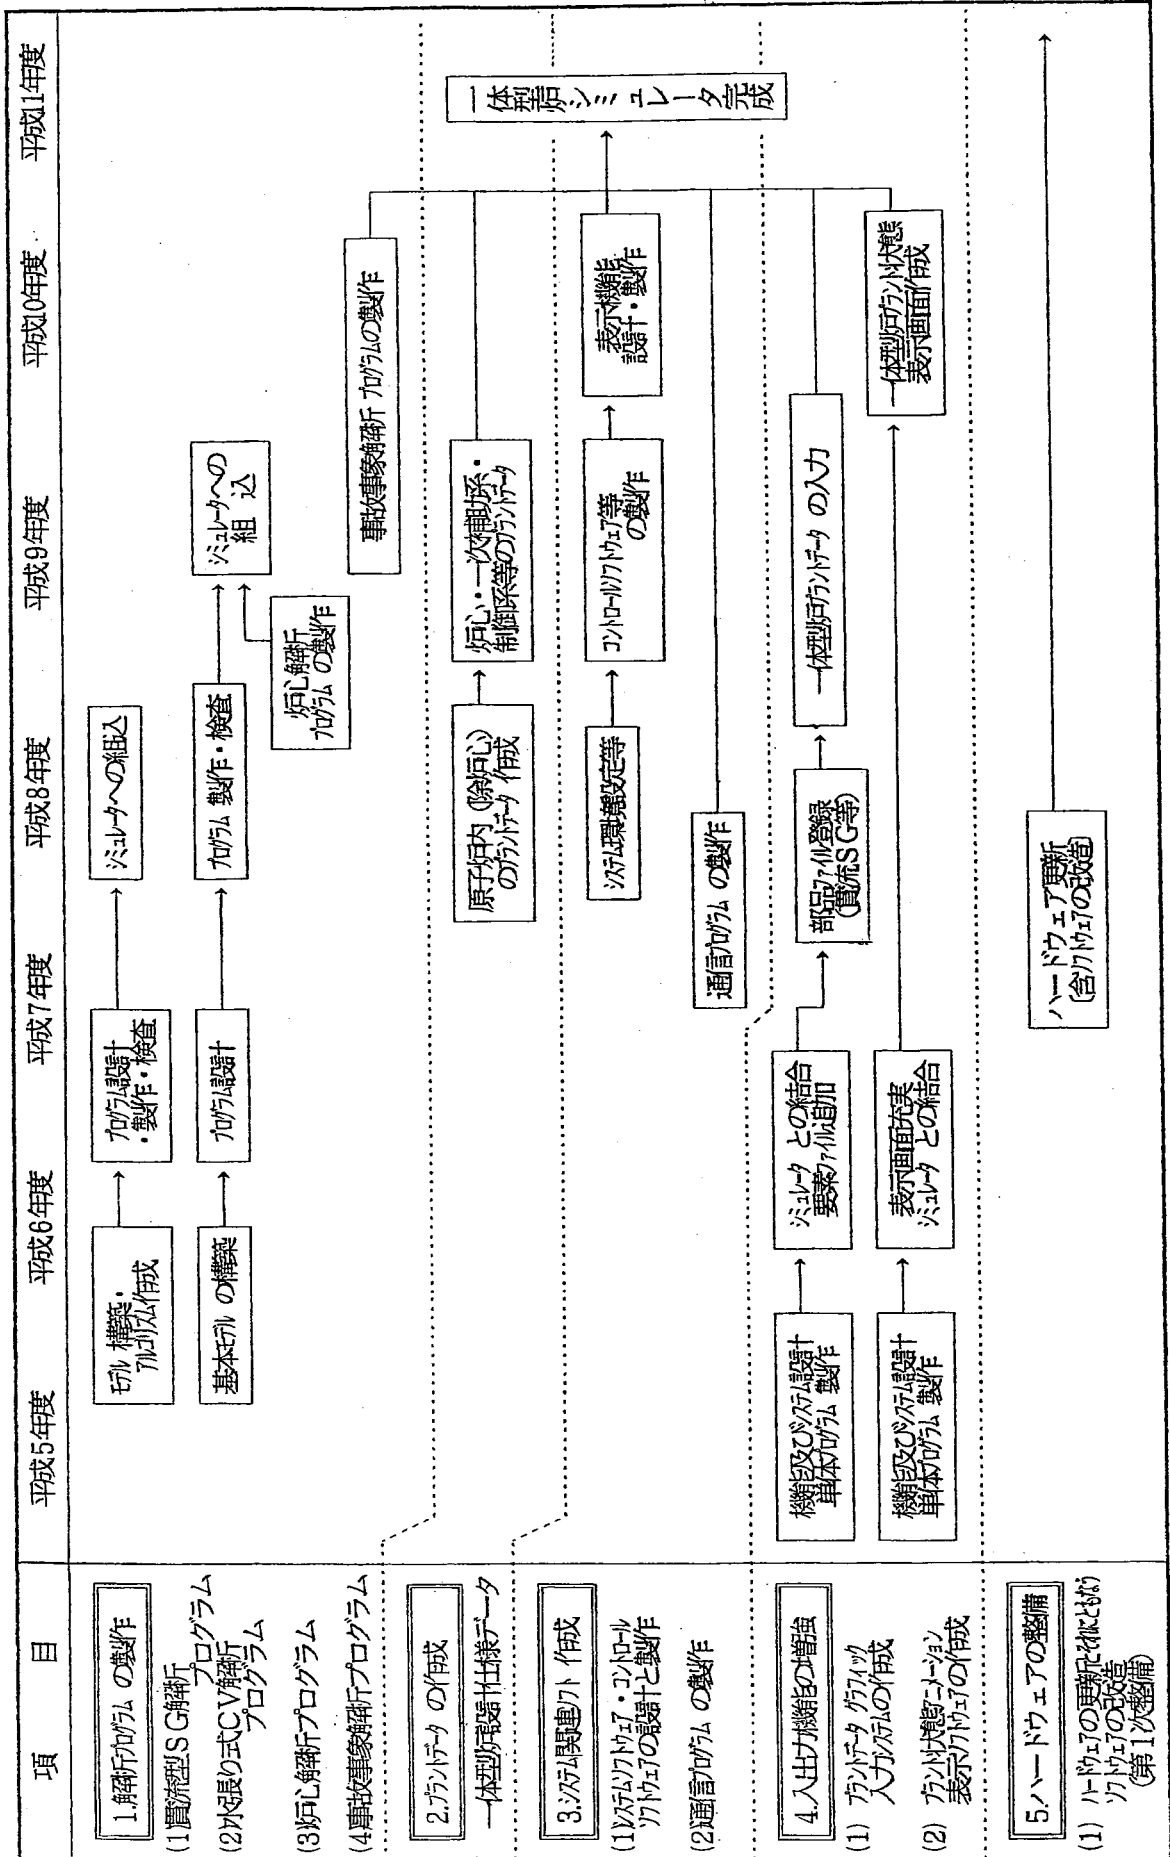 項　目
平成5年度
平成6年度
平成7年度
平成8年度
平成9年度
平成10年度
平成11年度
1.解析プログラム の製作
(1)貫流型SG解析
プログラム
(2)水張り式CV解析
プログラム
(3)炉心解析プログラム
(4)事故事象解析プログラム
モデル 構築・
アルゴリズム作成
プログラム設計
・製作・検査
シミュレータへの組込
基本モデル の構築
プログラム設計
プログラム 製作・検査
シミュレータへの
組 込
炉心解析
プログラム の製作
事故事象解析 プログラムの製作
2.プラントデータ の作成
一体型炉設計仕様データ
原子炉内 (除炉心)
のプラントデータ 作成
炉心・一次補助系・
制御系等のプラントデータ
3.システム関連ソフト 作成
(1)システムソフトウェア・コントロール
ソフトウェアの設計と製作
(2)通信プログラム の製作
システム環境設定等
コントロールソフトウェア等
の製作
表示機能
設計・製作
通信プログラム の製作
一体型炉シミュレータ完成
4.入出力機能の増強
(1) プラントデータ グラフィック
入力システムの作成
(2) プラント状態アニメーション
表示ソフトウェアの作成
機能及びシステム設計
単体プログラム 製作
シミュレータ との結合
要素ファイル追加
部品ファイル登録
(貫流SG等)
一体型炉プラントデータ の入力
機能及びシステム設計
単体プログラム 製作
表示画面充実
シミュレータ との結合
一体型炉プラント状態
表示画面作成
5.ハードウェアの整備
(1) ハードウェアの更新とそれにともなう
ソフトウェアの改造
(第1次整備)
ハードウェア更新
(含ソフトウェアの改造)